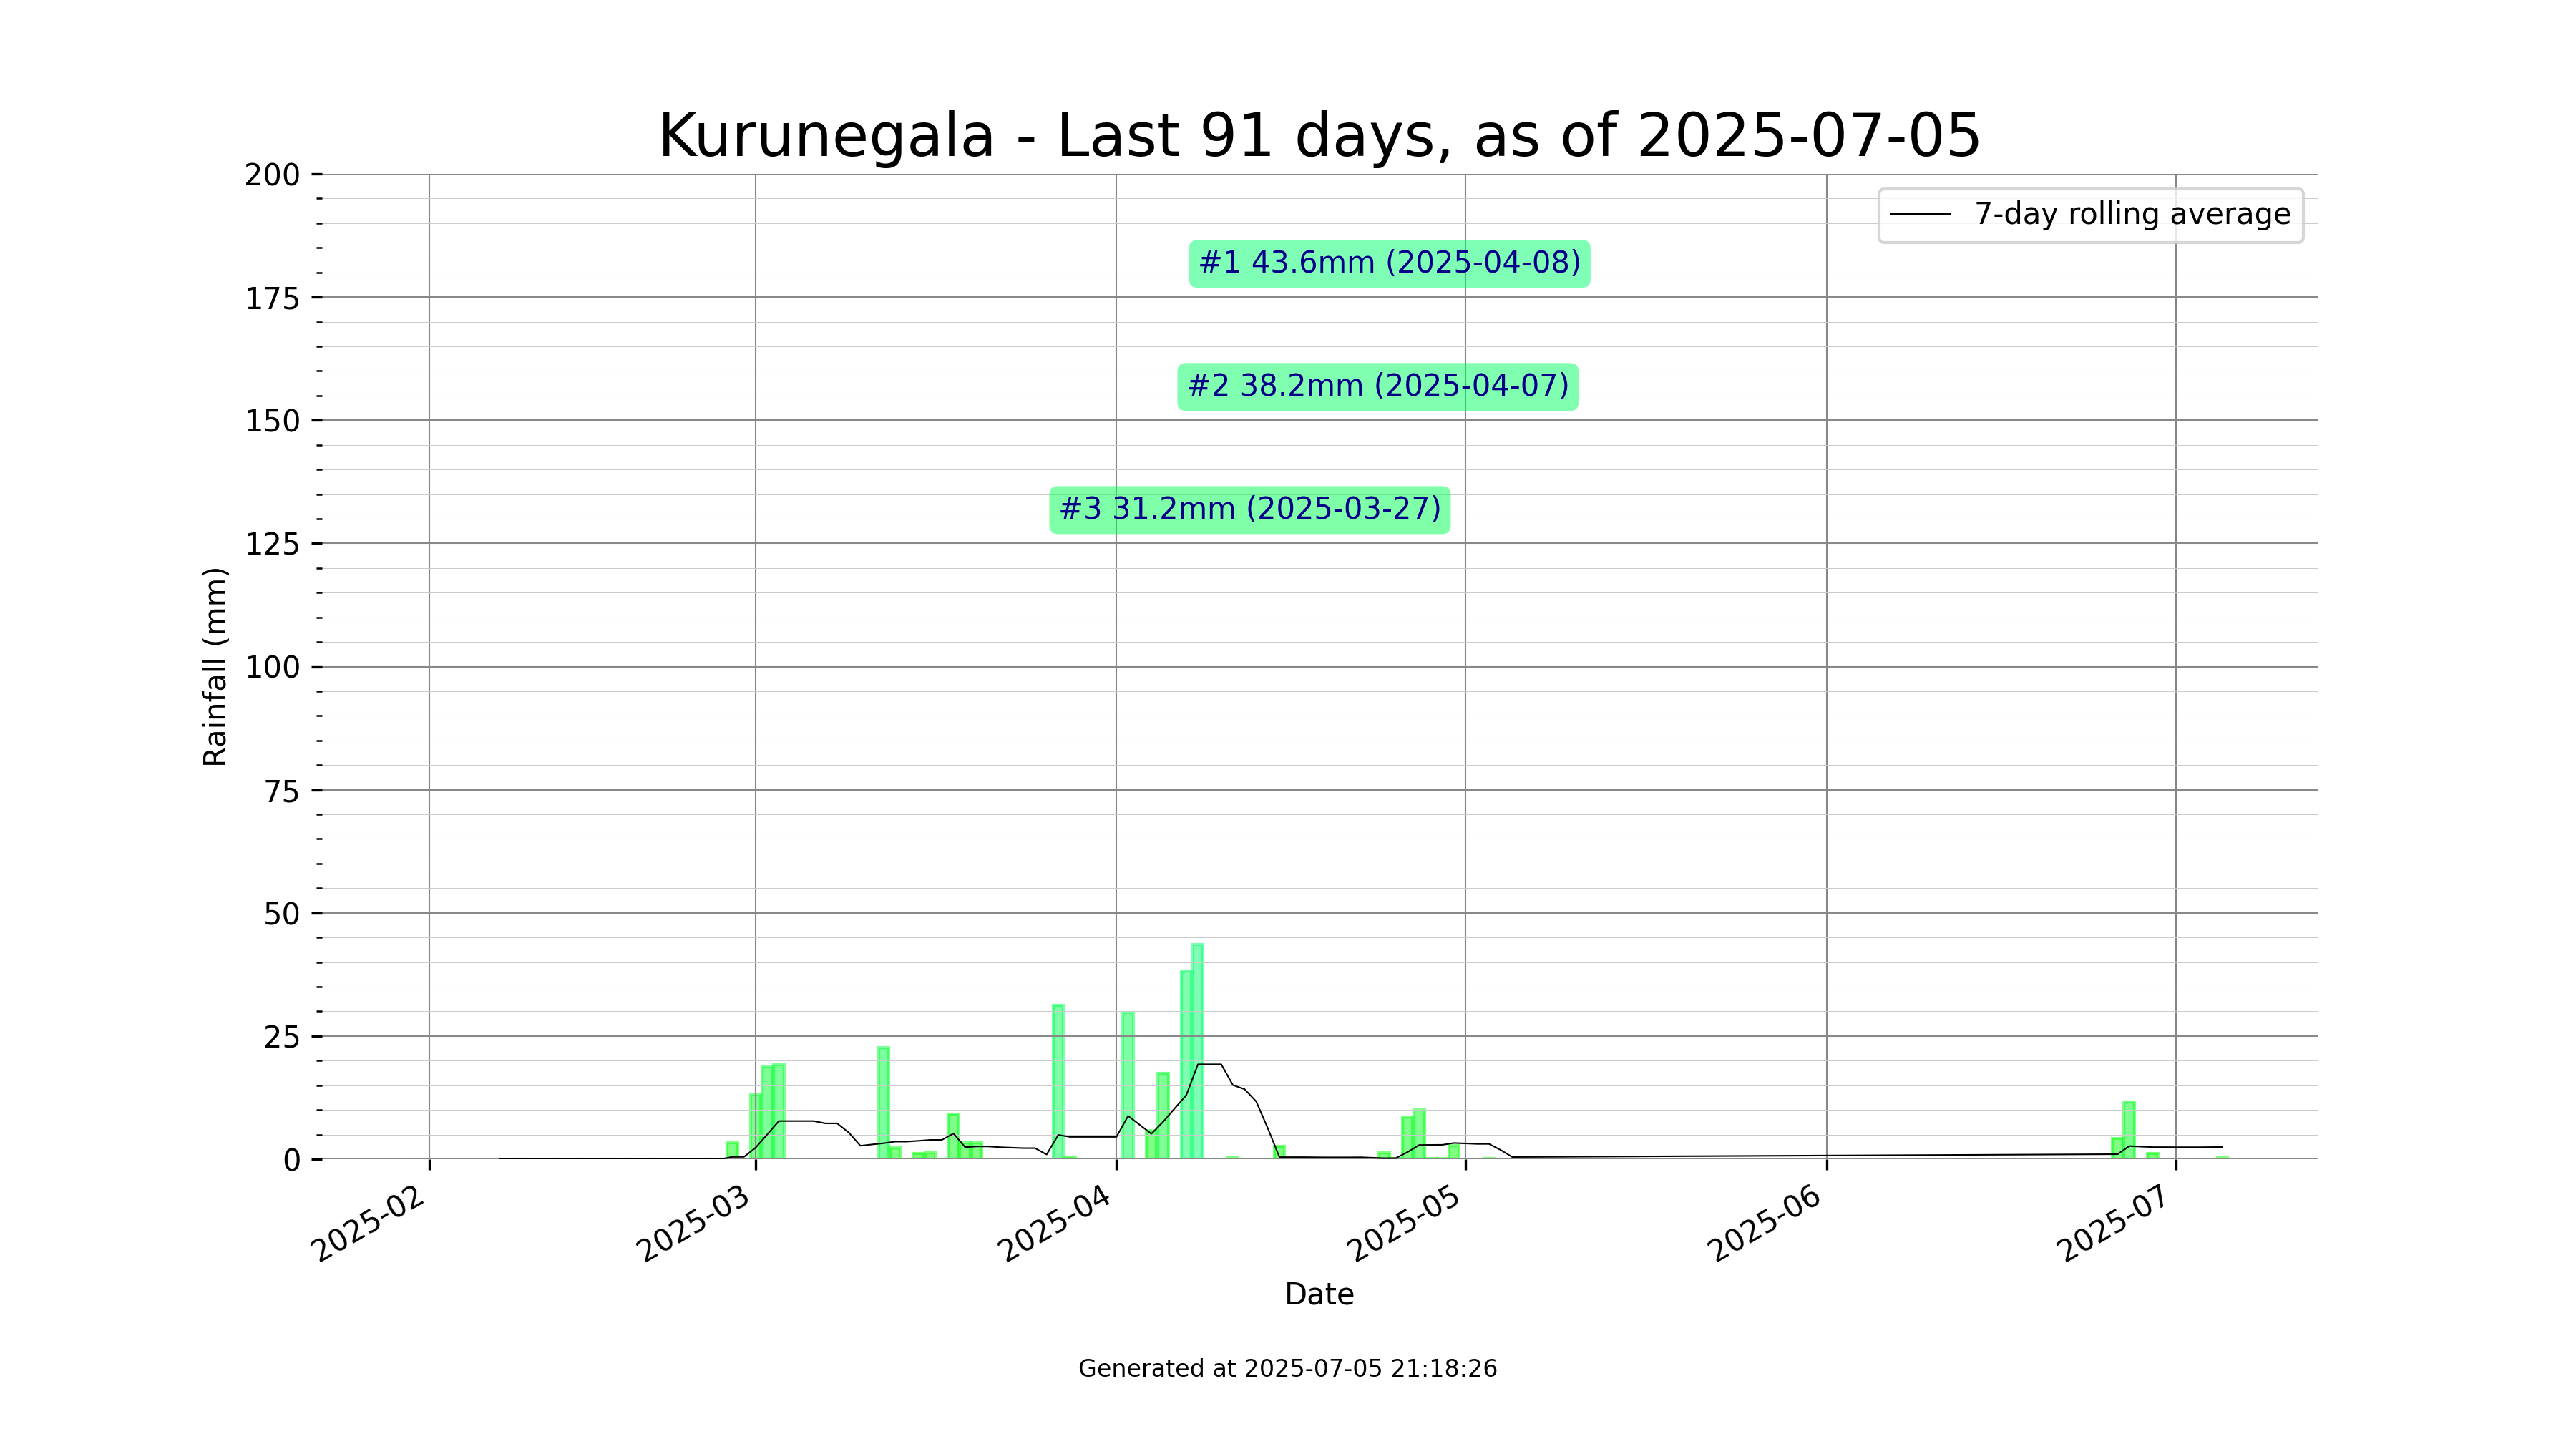 Kurunegala - Last 91 days, as of 2025-07-05
200
175
150
125
100
75
50
25
0
Rainfall (mm)
7-day rolling average
#1 43.6mm (2025-04-08)
#2 38.2mm (2025-04-07)
#3 31.2mm (2025-03-27)
2025-02
2025-03
2025-04
2025-05
2025-06
2025-07
Date
Generated at 2025-07-05 21:18:26